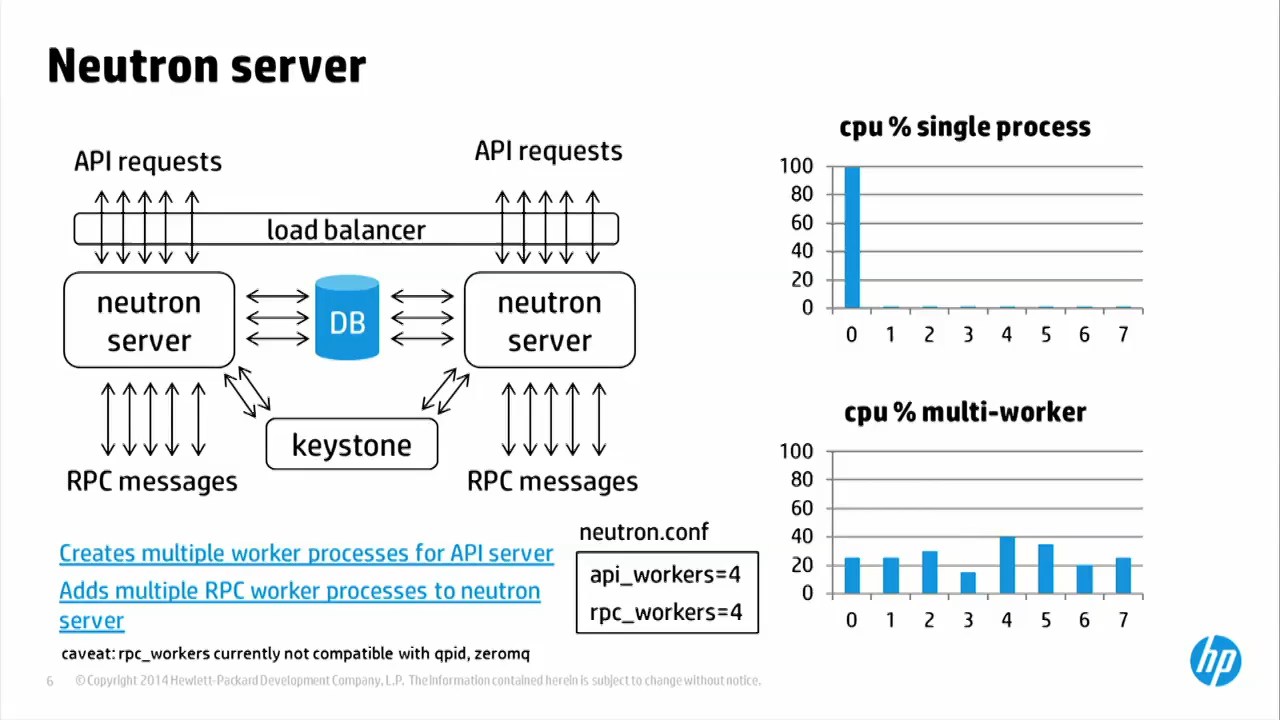 Neutron server
API requests
API requests
load balancer
neutron
server
DB
neutron
server
keystone
RPC messages
RPC messages
Creates multiple worker processes for API server
Adds multiple RPC worker processes to neutron
server
caveat: rpc_workers currently not compatible with qpid, zeromq
neutron.conf
api_workers=4
rpc_workers=4
cpu % single process
100
80
60
40
20
0
0 1 2 3 4 5 6 7
cpu % multi-worker
100
80
60
40
20
0
0 1 2 3 4 5 6 7
hp
6 © Copyright 2014 Hewlett-Packard Development Company, L.P. The information contained herein is subject to change without notice.